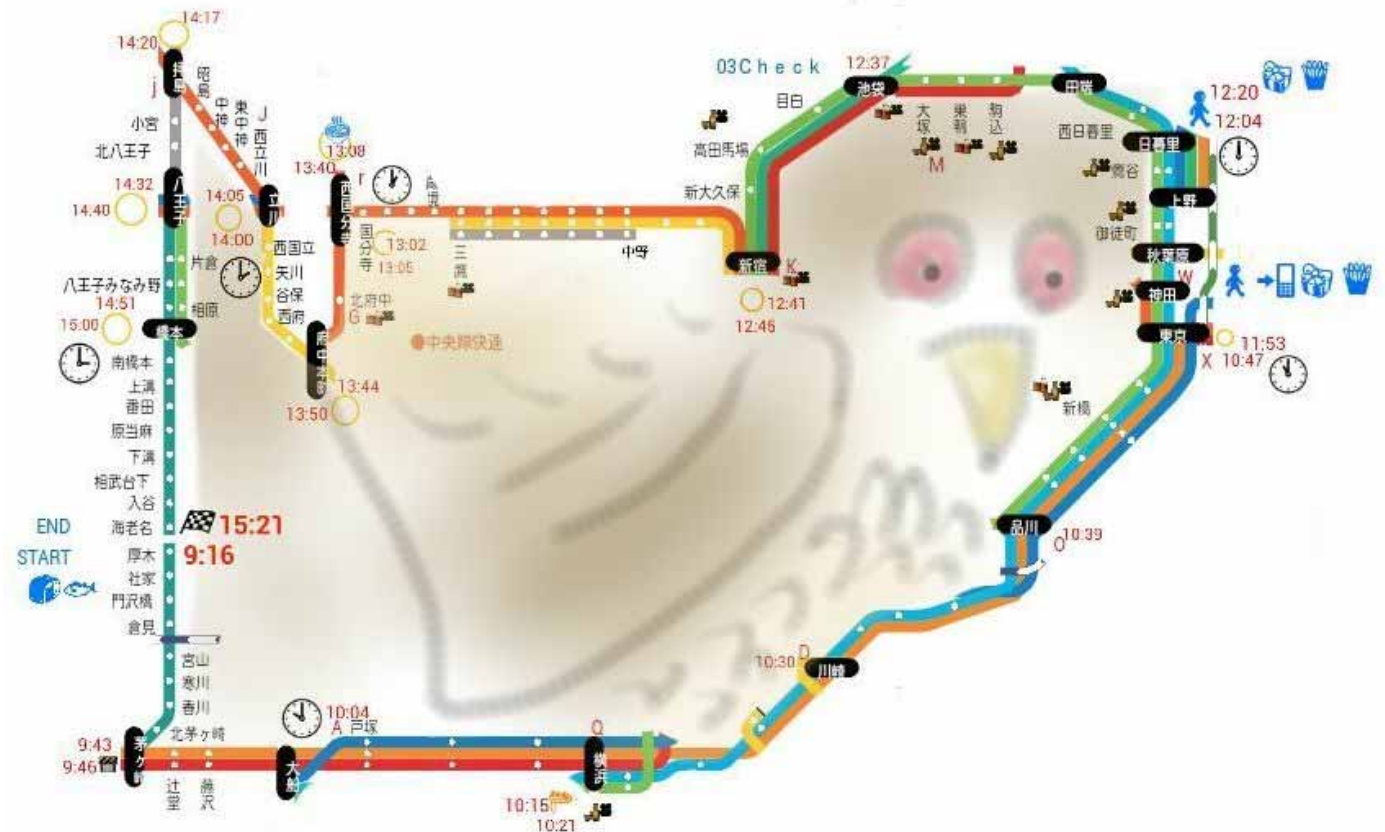 14:17
14:20
拝島
j
昭島
中神
東中神
J
西立川
小宮
北八王子
14:32
14:40
八王子
14:05
14:00
立川
13:08
13:40
r
西国分寺
国分寺
13:02
13:05
三鷹
中野
西国立
矢川
谷保
西府
片倉
八王子みなみ野
相原
14:51
15:00
橋本
北府中
G
府中本町
13:44
13:50
●中央線快速
南橋本
上溝
番田
原当麻
下溝
相武台下
入谷
海老名
END
15:21
START
9:16
厚木
社家
門沢橋
倉見
宮山
寒川
香川
北茅ヶ崎
9:43
9:46
茅ヶ崎
辻堂
藤沢
大船
10:04
A
戸塚
Q
横浜
10:15
10:21
10:30
D
川崎
品川
O
10:39
新橋
東京
X
11:53
10:47
神田
W
秋葉原
御徒町
上野
鶯谷
日暮里
西日暮里
12:20
12:04
田端
駒込
巣鴨
大塚
M
12:37
池袋
03Check
目白
高田馬場
新大久保
新宿
K
12:41
12:46